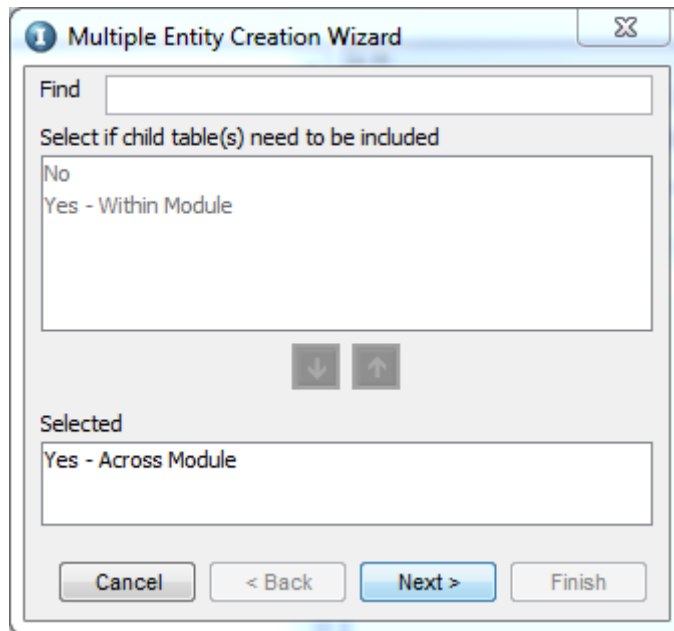 Multiple Entity Creation Wizard
Find
Select if child table(s) need to be included
No
Yes - Within Module
Selected
Yes - Across Module
Cancel < Back Next > Finish